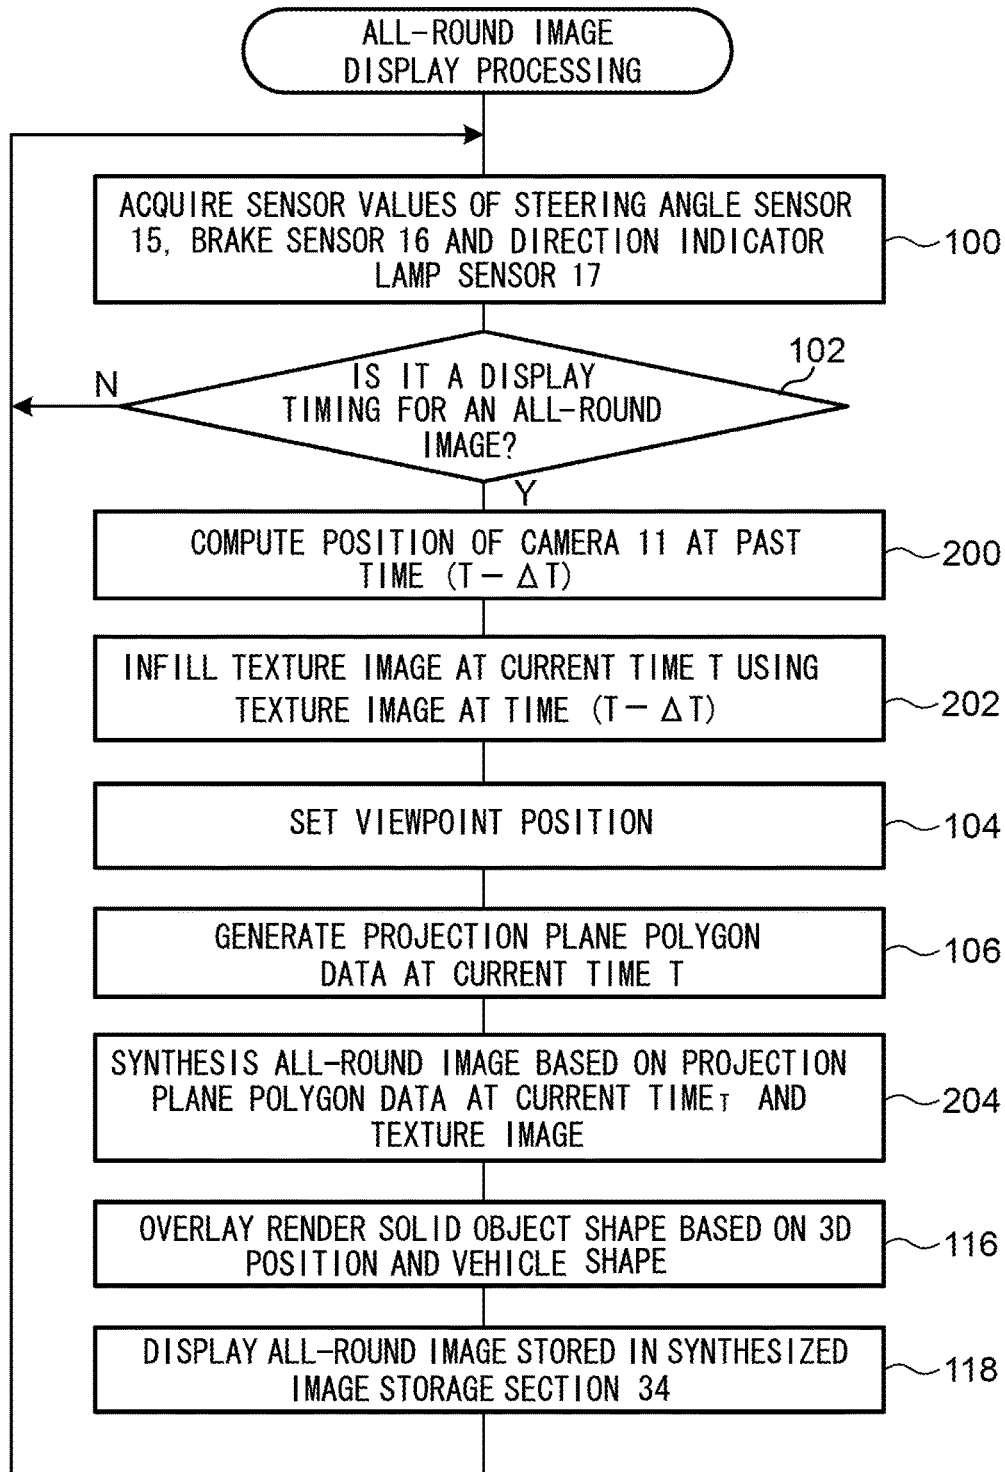 ALL-ROUND IMAGE
DISPLAY PROCESSING
ACQUIRE SENSOR VALUES OF STEERING ANGLE SENSOR
15, BRAKE SENSOR 16 AND DIRECTION INDICATOR
LAMP SENSOR 17
100
IS IT A DISPLAY
TIMING FOR AN ALL-ROUND
IMAGE?
102
N
Y
COMPUTE POSITION OF CAMERA 11 AT PAST
TIME (T-ΔT)
200
INFILL TEXTURE IMAGE AT CURRENT TIME T USING
TEXTURE IMAGE AT TIME (T-ΔT)
202
SET VIEWPOINT POSITION
104
GENERATE PROJECTION PLANE POLYGON
DATA AT CURRENT TIME T
106
SYNTHESIS ALL-ROUND IMAGE BASED ON PROJECTION
PLANE POLYGON DATA AT CURRENT TIME T AND
TEXTURE IMAGE
204
OVERLAY RENDER SOLID OBJECT SHAPE BASED ON 3D
POSITION AND VEHICLE SHAPE
116
DISPLAY ALL-ROUND IMAGE STORED IN SYNTHESIZED
IMAGE STORAGE SECTION 34
118